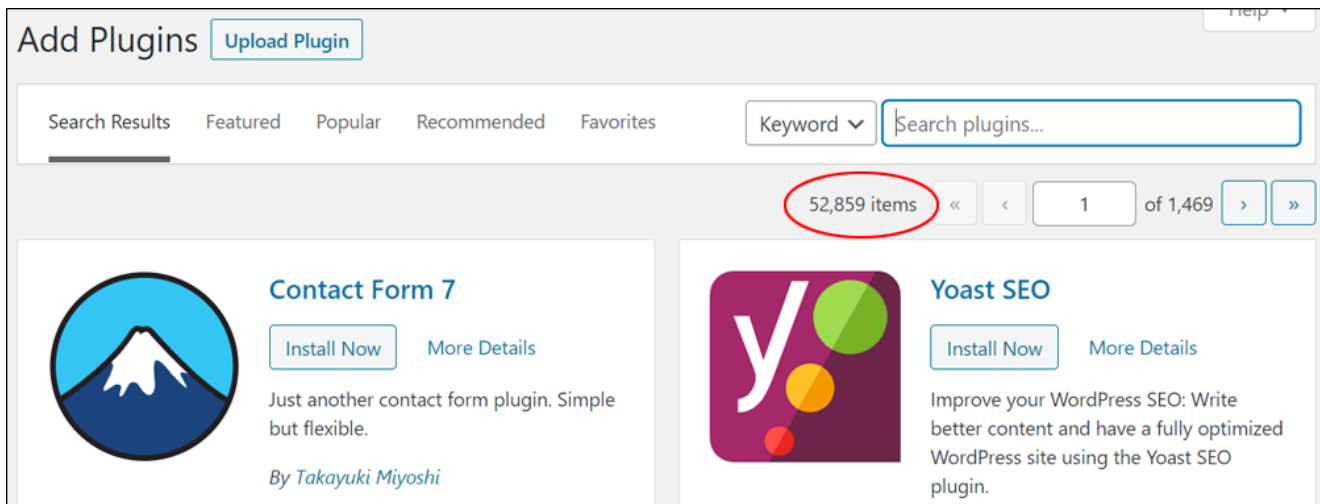 Help
Add Plugins Upload Plugin
Search Results Featured Popular Recommended Favorites Keyword Search plugins...
52,859 items « ‹ 1 of 1,469 › »
Contact Form 7
Install Now More Details
Just another contact form plugin. Simple
but flexible.
By Takayuki Miyoshi
y
Yoast SEO
Install Now More Details
Improve your WordPress SEO: Write
better content and have a fully optimized
WordPress site using the Yoast SEO
plugin.